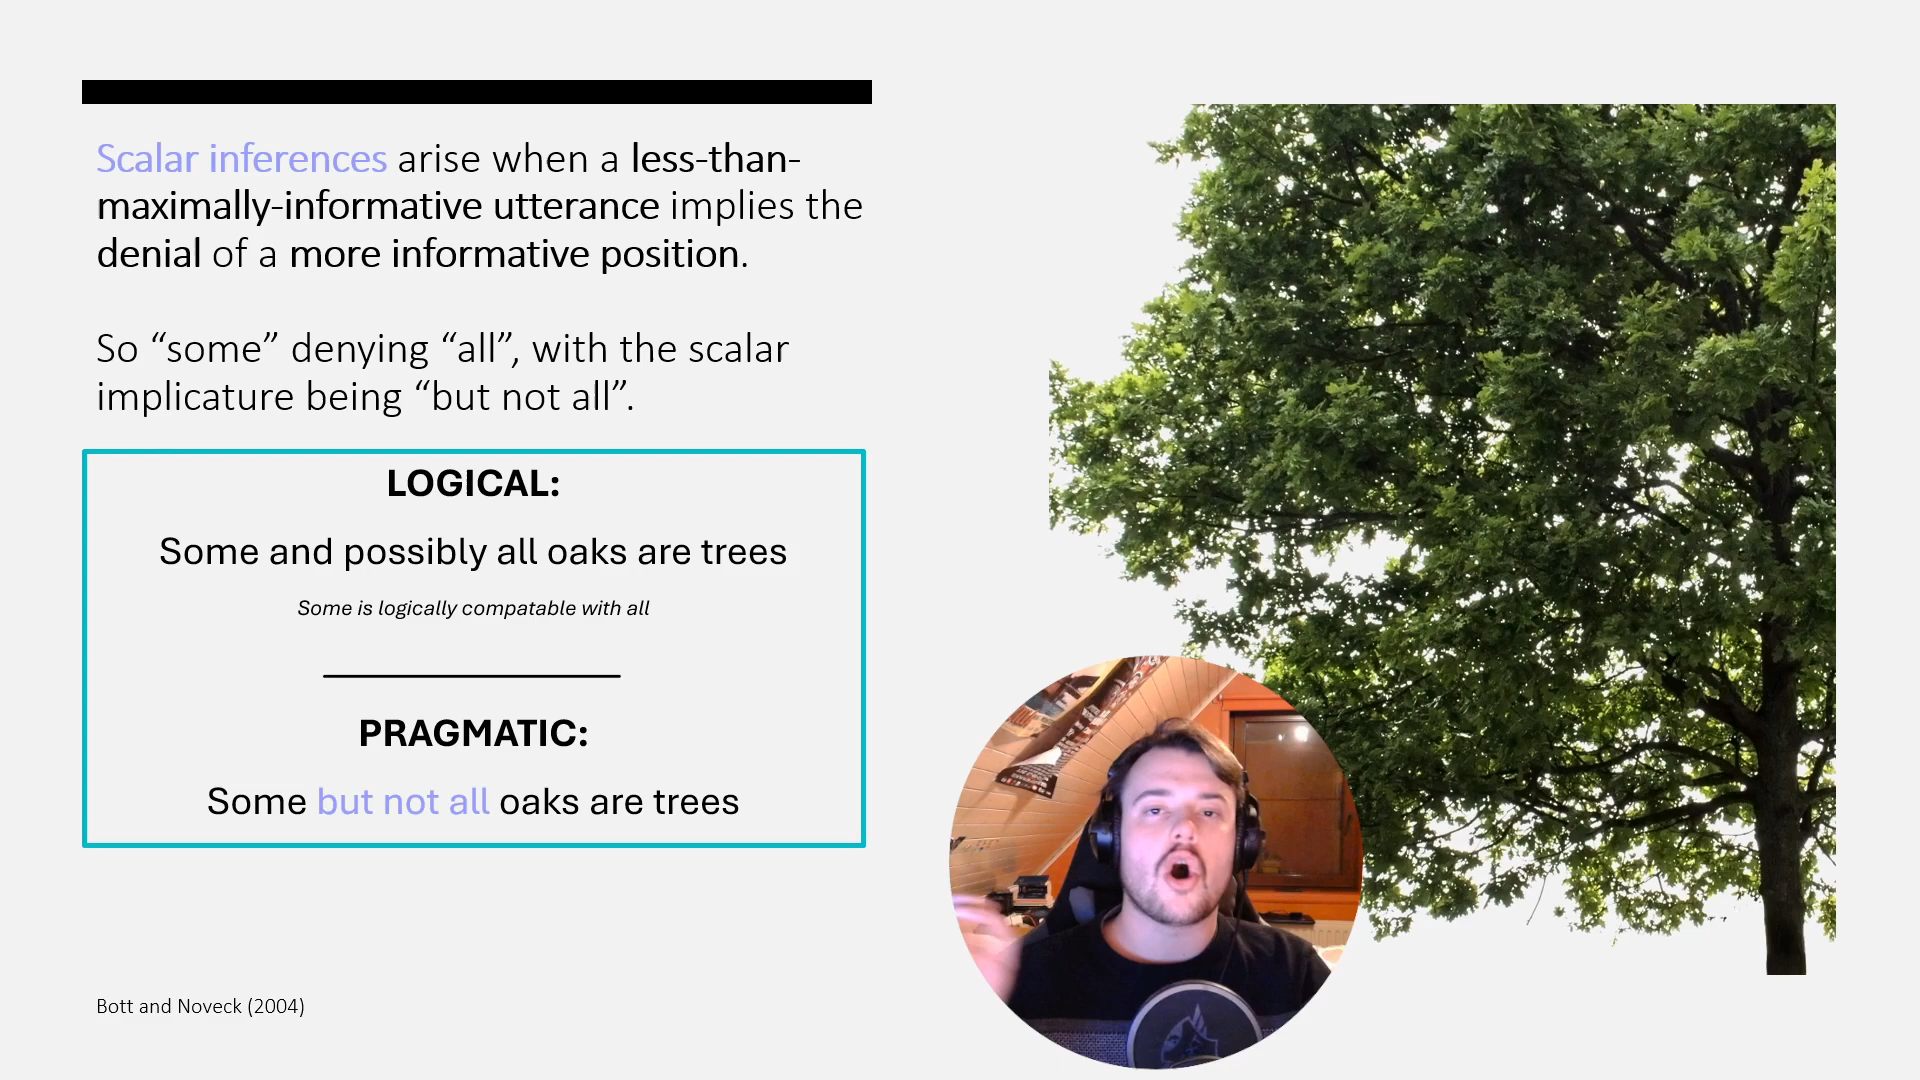 Scalar inferences arise when a less-than-
maximally-informative utterance implies the
denial of a more informative position.
So “some” denying “all”, with the scalar
implicature being “but not all”.
LOGICAL:
Some and possibly all oaks are trees
Some is logically compatable with all
PRAGMATIC:
Some but not all oaks are trees
Bott and Noveck (2004)